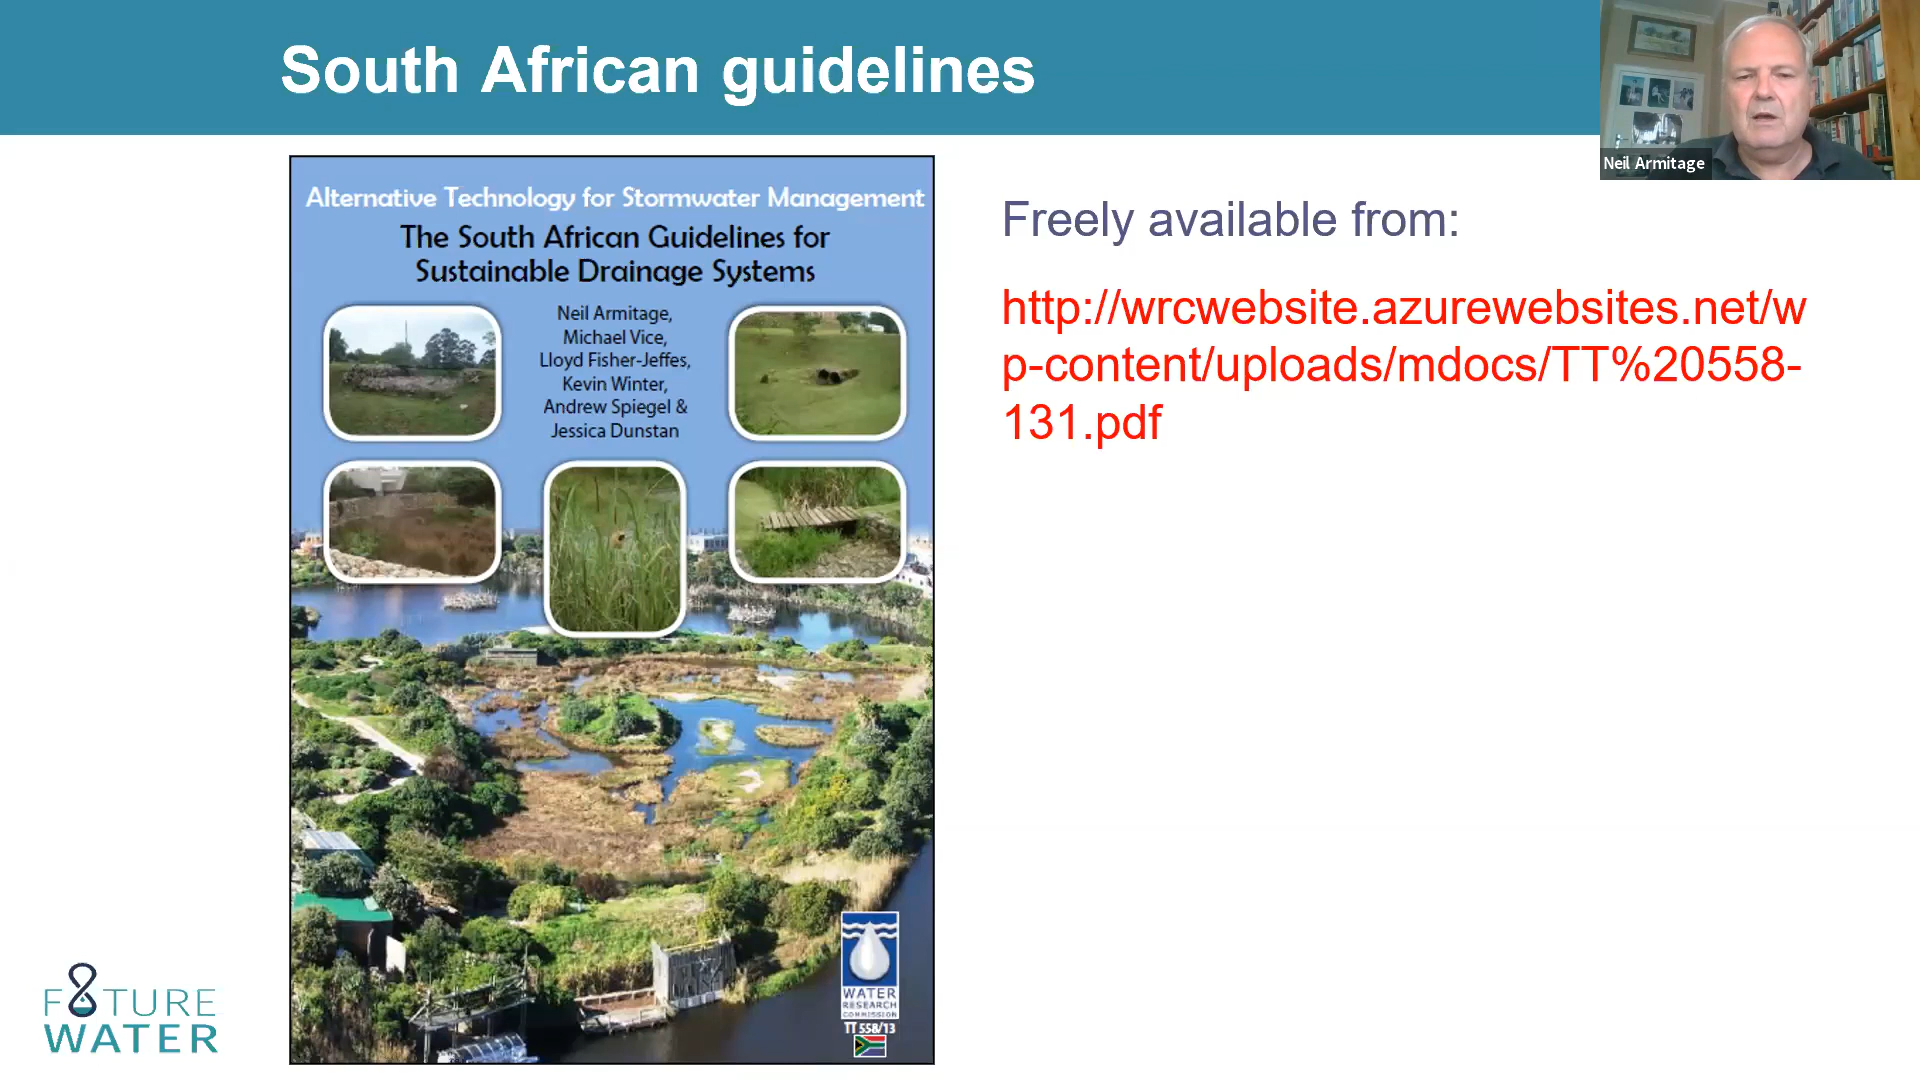 South African guidelines
Neil Armitage
Alternative Technology for Stormwater Management
The South African Guidelines for
Sustainable Drainage Systems
Neil Armitage,
Michael Vice,
Lloyd Fisher-Jeffes,
Kevin Winter,
Andrew Spiegel &
Jessica Dunstan
WATER
RESEARCH
COMMISSION
TT 558/13
Freely available from:
http://wrcwebsite.azurewebsites.net/w
p-content/uploads/mdocs/TT%20558-
131.pdf
FUTURE
WATER